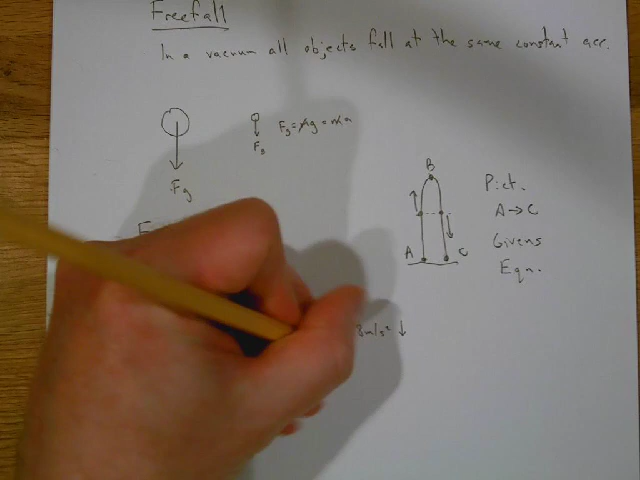 Freefall
In a vacuum all objects fall at the same constant acc.
Fg
Fg
Fg = mg = ma
B
A
C
Pict.
A→C
Givens
Eqn.
8m/s² ↓